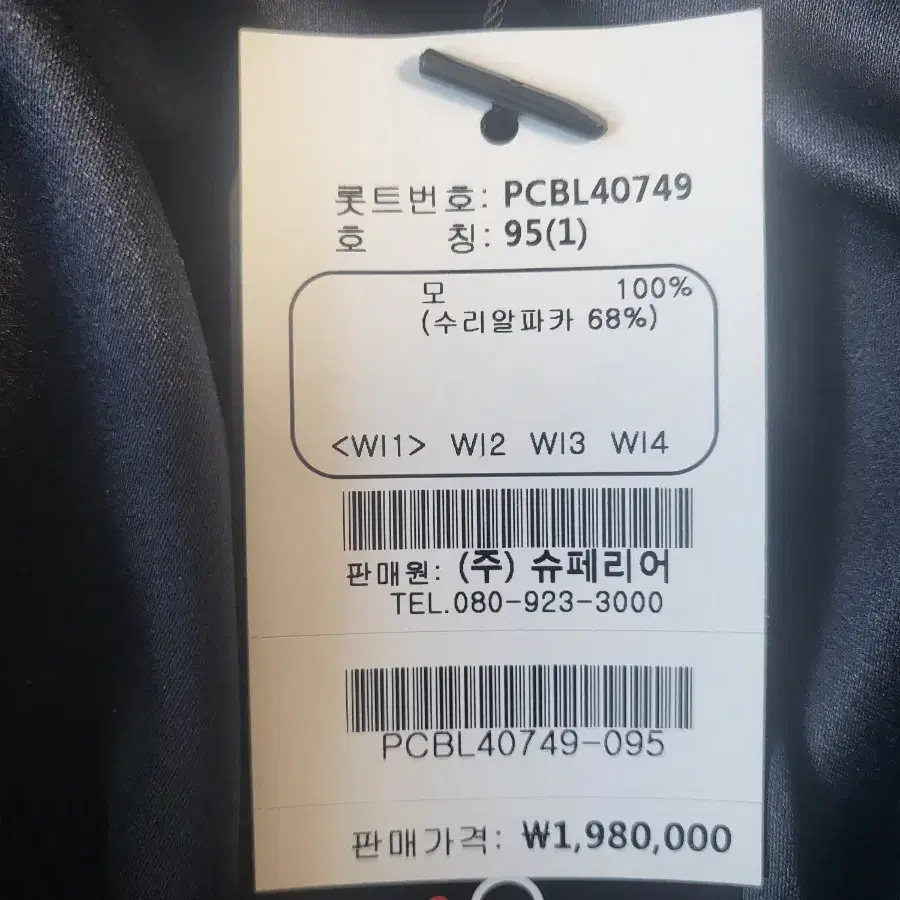 롯트번호: PCBL40749
호 칭: 95(1)
모 100%
(수리알파카 68%)
<WI1> WI2 WI3 WI4
판매원: (주) 슈페리어
TEL.080-923-3000
PCBL40749-095
판매가격: ₩1,980,000